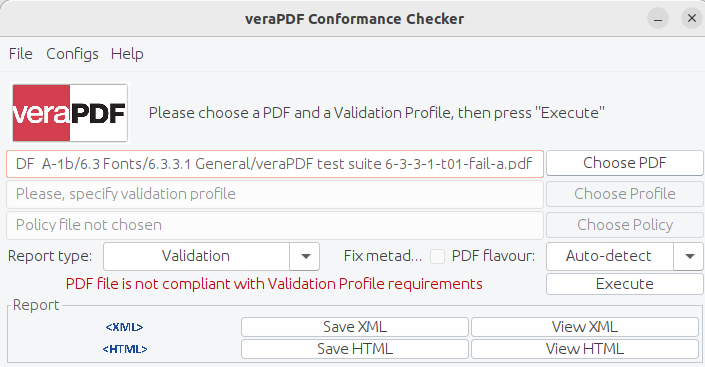 veraPDF Conformance Checker
File Configs Help
veraPDF Please choose a PDF and a Validation Profile, then press "Execute"
DF A-1b/6.3 Fonts/6.3.3.1 General/veraPDF test suite 6-3-3-1-t01-fail-a.pdf Choose PDF
Please, specify validation profile Choose Profile
Policy file not chosen Choose Policy
Report type: Validation Fix metad... PDF flavour: Auto-detect
PDF file is not compliant with Validation Profile requirements Execute
Report
<XML> Save XML View XML
<HTML> Save HTML View HTML